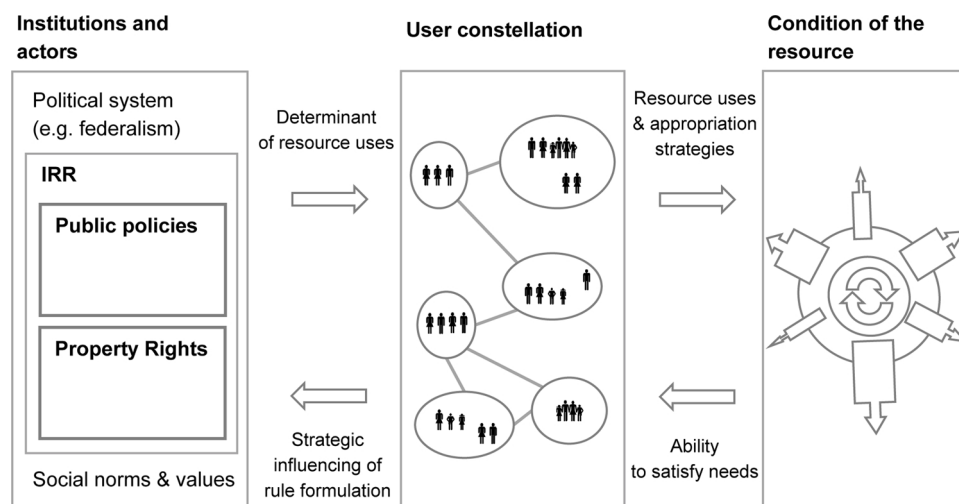 Institutions and
actors
User constellation
Condition of the
resource
Political system
(e.g. federalism)
IRR
Public policies
Property Rights
Social norms & values
Determinant
of resource uses
Strategic
influencing of
rule formulation
Resource uses
& appropriation
strategies
Ability
to satisfy needs